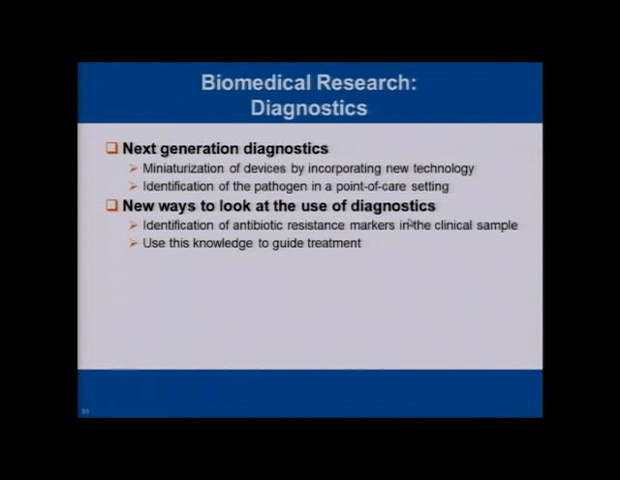 Biomedical Research:
Diagnostics
Next generation diagnostics
Miniaturization of devices by incorporating new technology
Identification of the pathogen in a point-of-care setting
New ways to look at the use of diagnostics
Identification of antibiotic resistance markers in the clinical sample
Use this knowledge to guide treatment
51